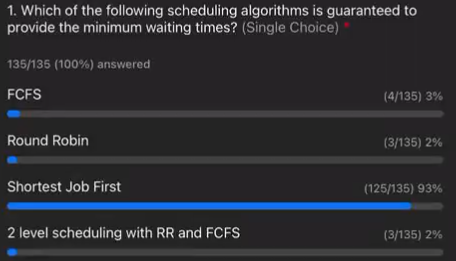 1. Which of the following scheduling algorithms is guaranteed to
provide the minimum waiting times? (Single Choice) *
135/135 (100%) answered
FCFS (4/135) 3%
Round Robin (3/135) 2%
Shortest Job First (125/135) 93%
2 level scheduling with RR and FCFS (3/135) 2%